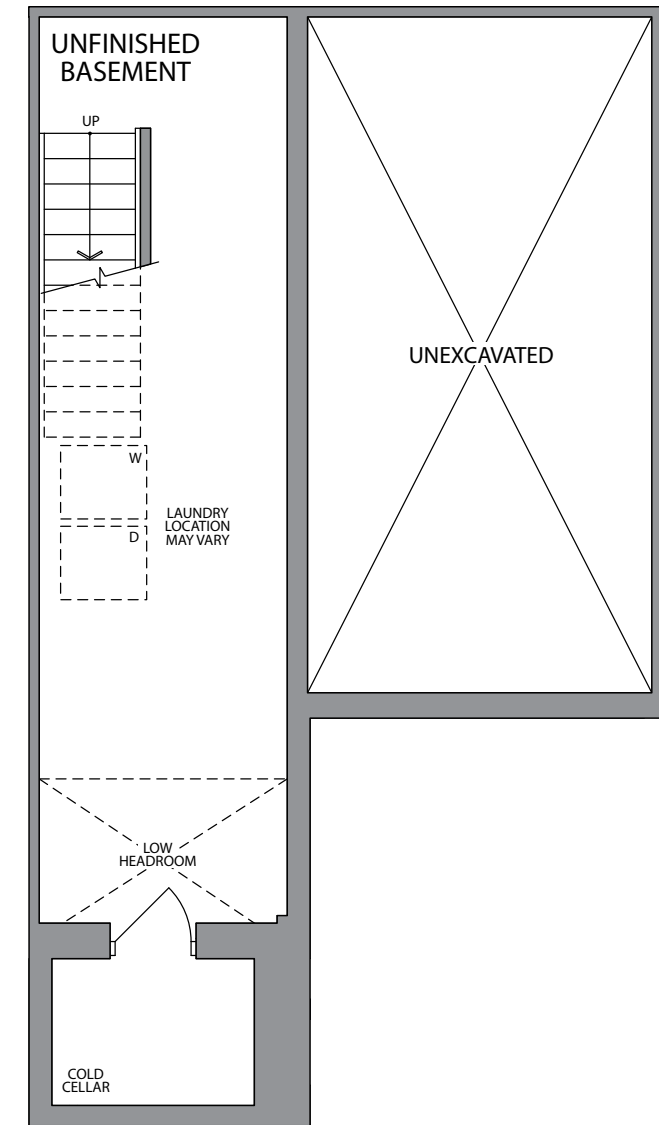 UNFINISHED
BASEMENT
UP
UNEXCAVATED
W
D
LAUNDRY
LOCATION
MAY VARY
LOW
HEADROOM
COLD
CELLAR